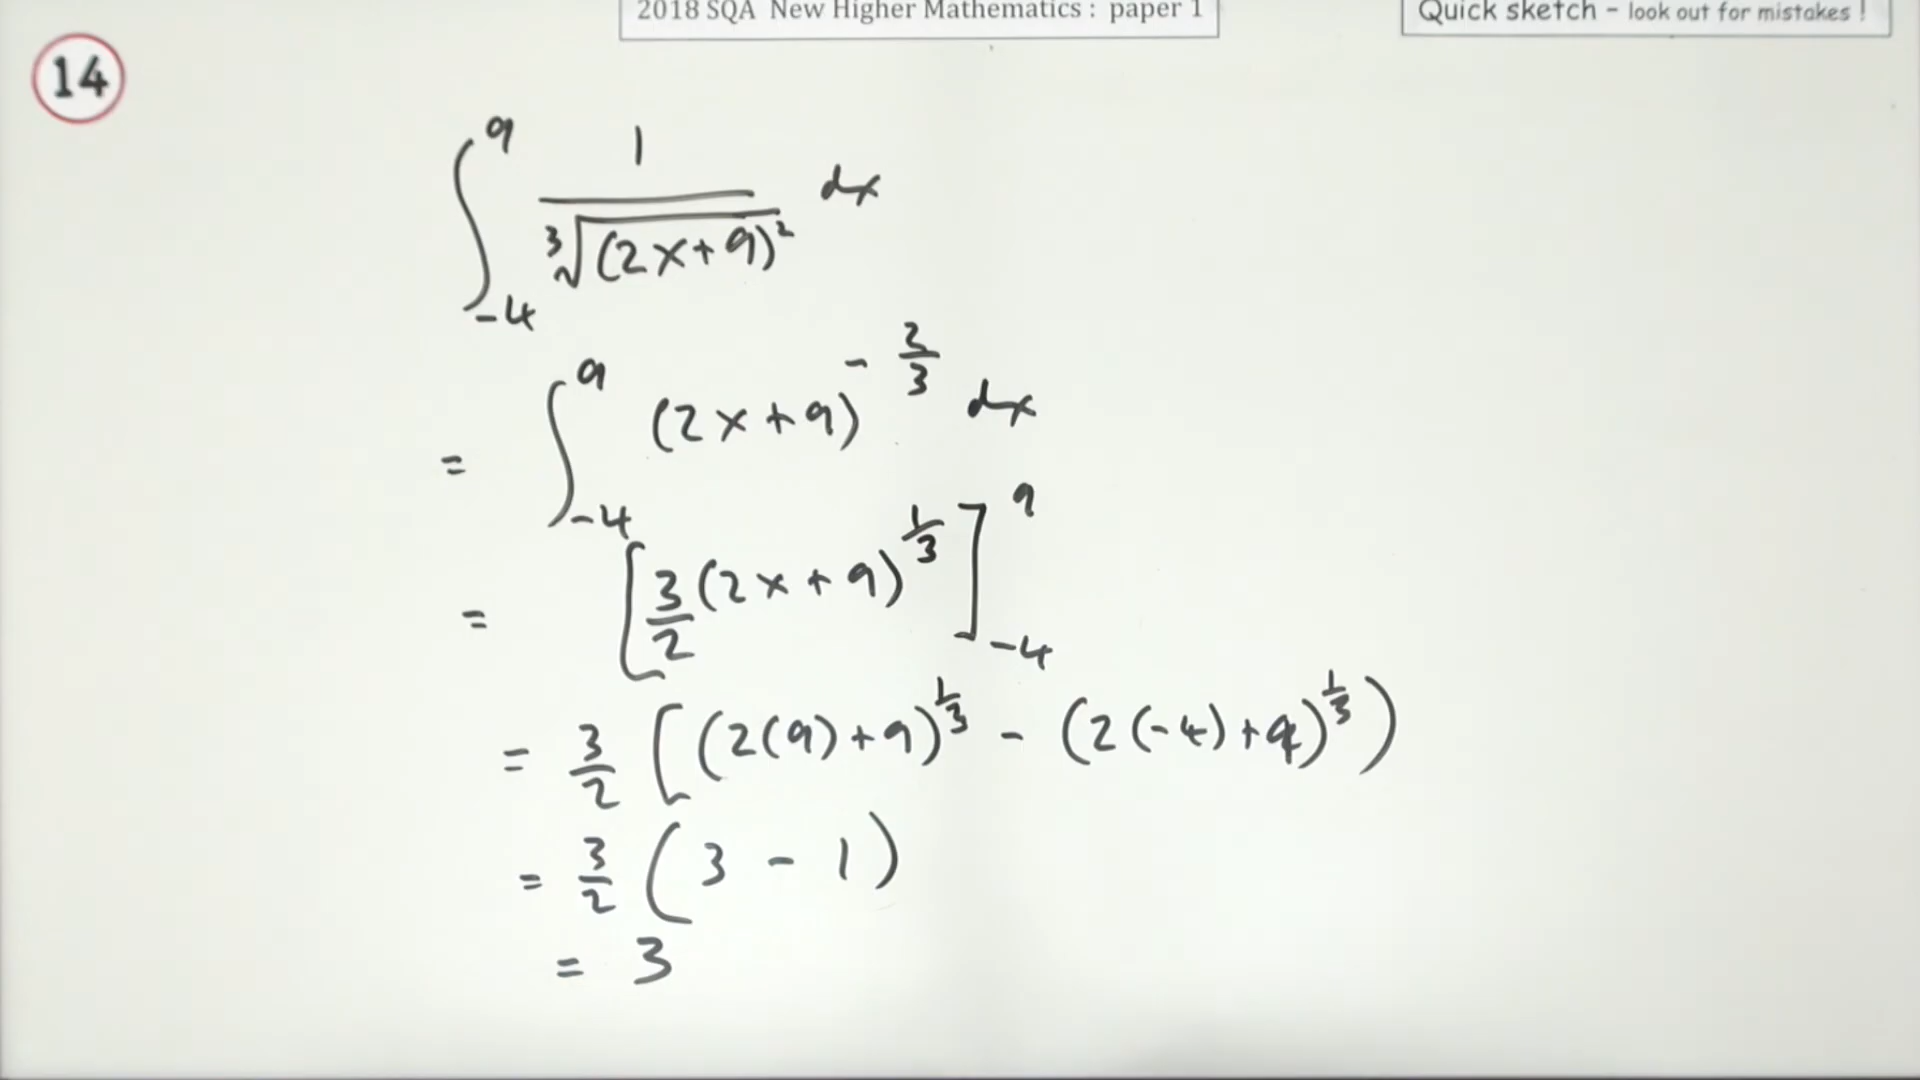 2018 SQA New Higher Mathematics : paper 1
Quick sketch – look out for mistakes !
14
∫₋₄⁹ 1/∛(2x+9)² dx
= ∫₋₄⁹ (2x+9)^(-2/3) dx
= [3/2 (2x+9)^(1/3)]₋₄⁹
= 3/2 [(2(9)+9)^(1/3) - (2(-4)+9)^(1/3))
= 3/2 (3 - 1)
= 3